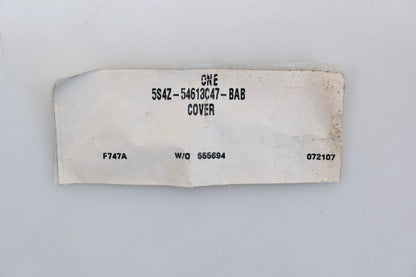 ONE
5S4Z-54613C47-BAB
COVER
F747A W/O 555694 072107